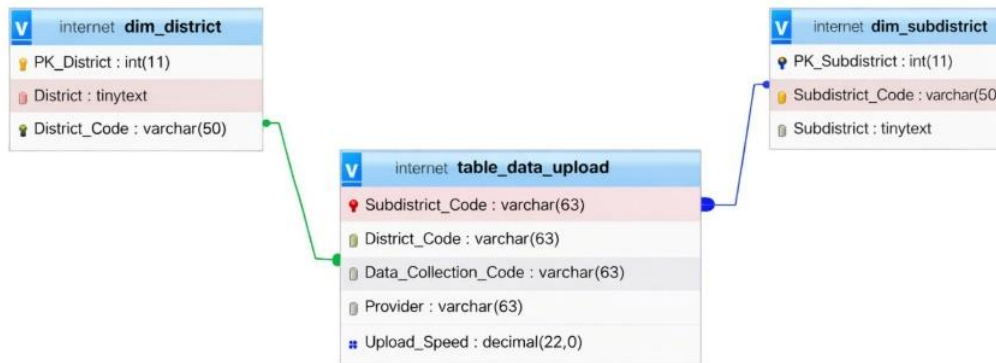 V internet dim_district
PK_District : int(11)
District : tinytext
District_Code : varchar(50)
V internet dim_subdistrict
PK_Subdistrict : int(11)
Subdistrict_Code : varchar(50
Subdistrict : tinytext
V internet table_data_upload
Subdistrict_Code : varchar(63)
District_Code : varchar(63)
Data_Collection_Code : varchar(63)
Provider : varchar(63)
Upload_Speed : decimal(22,0)